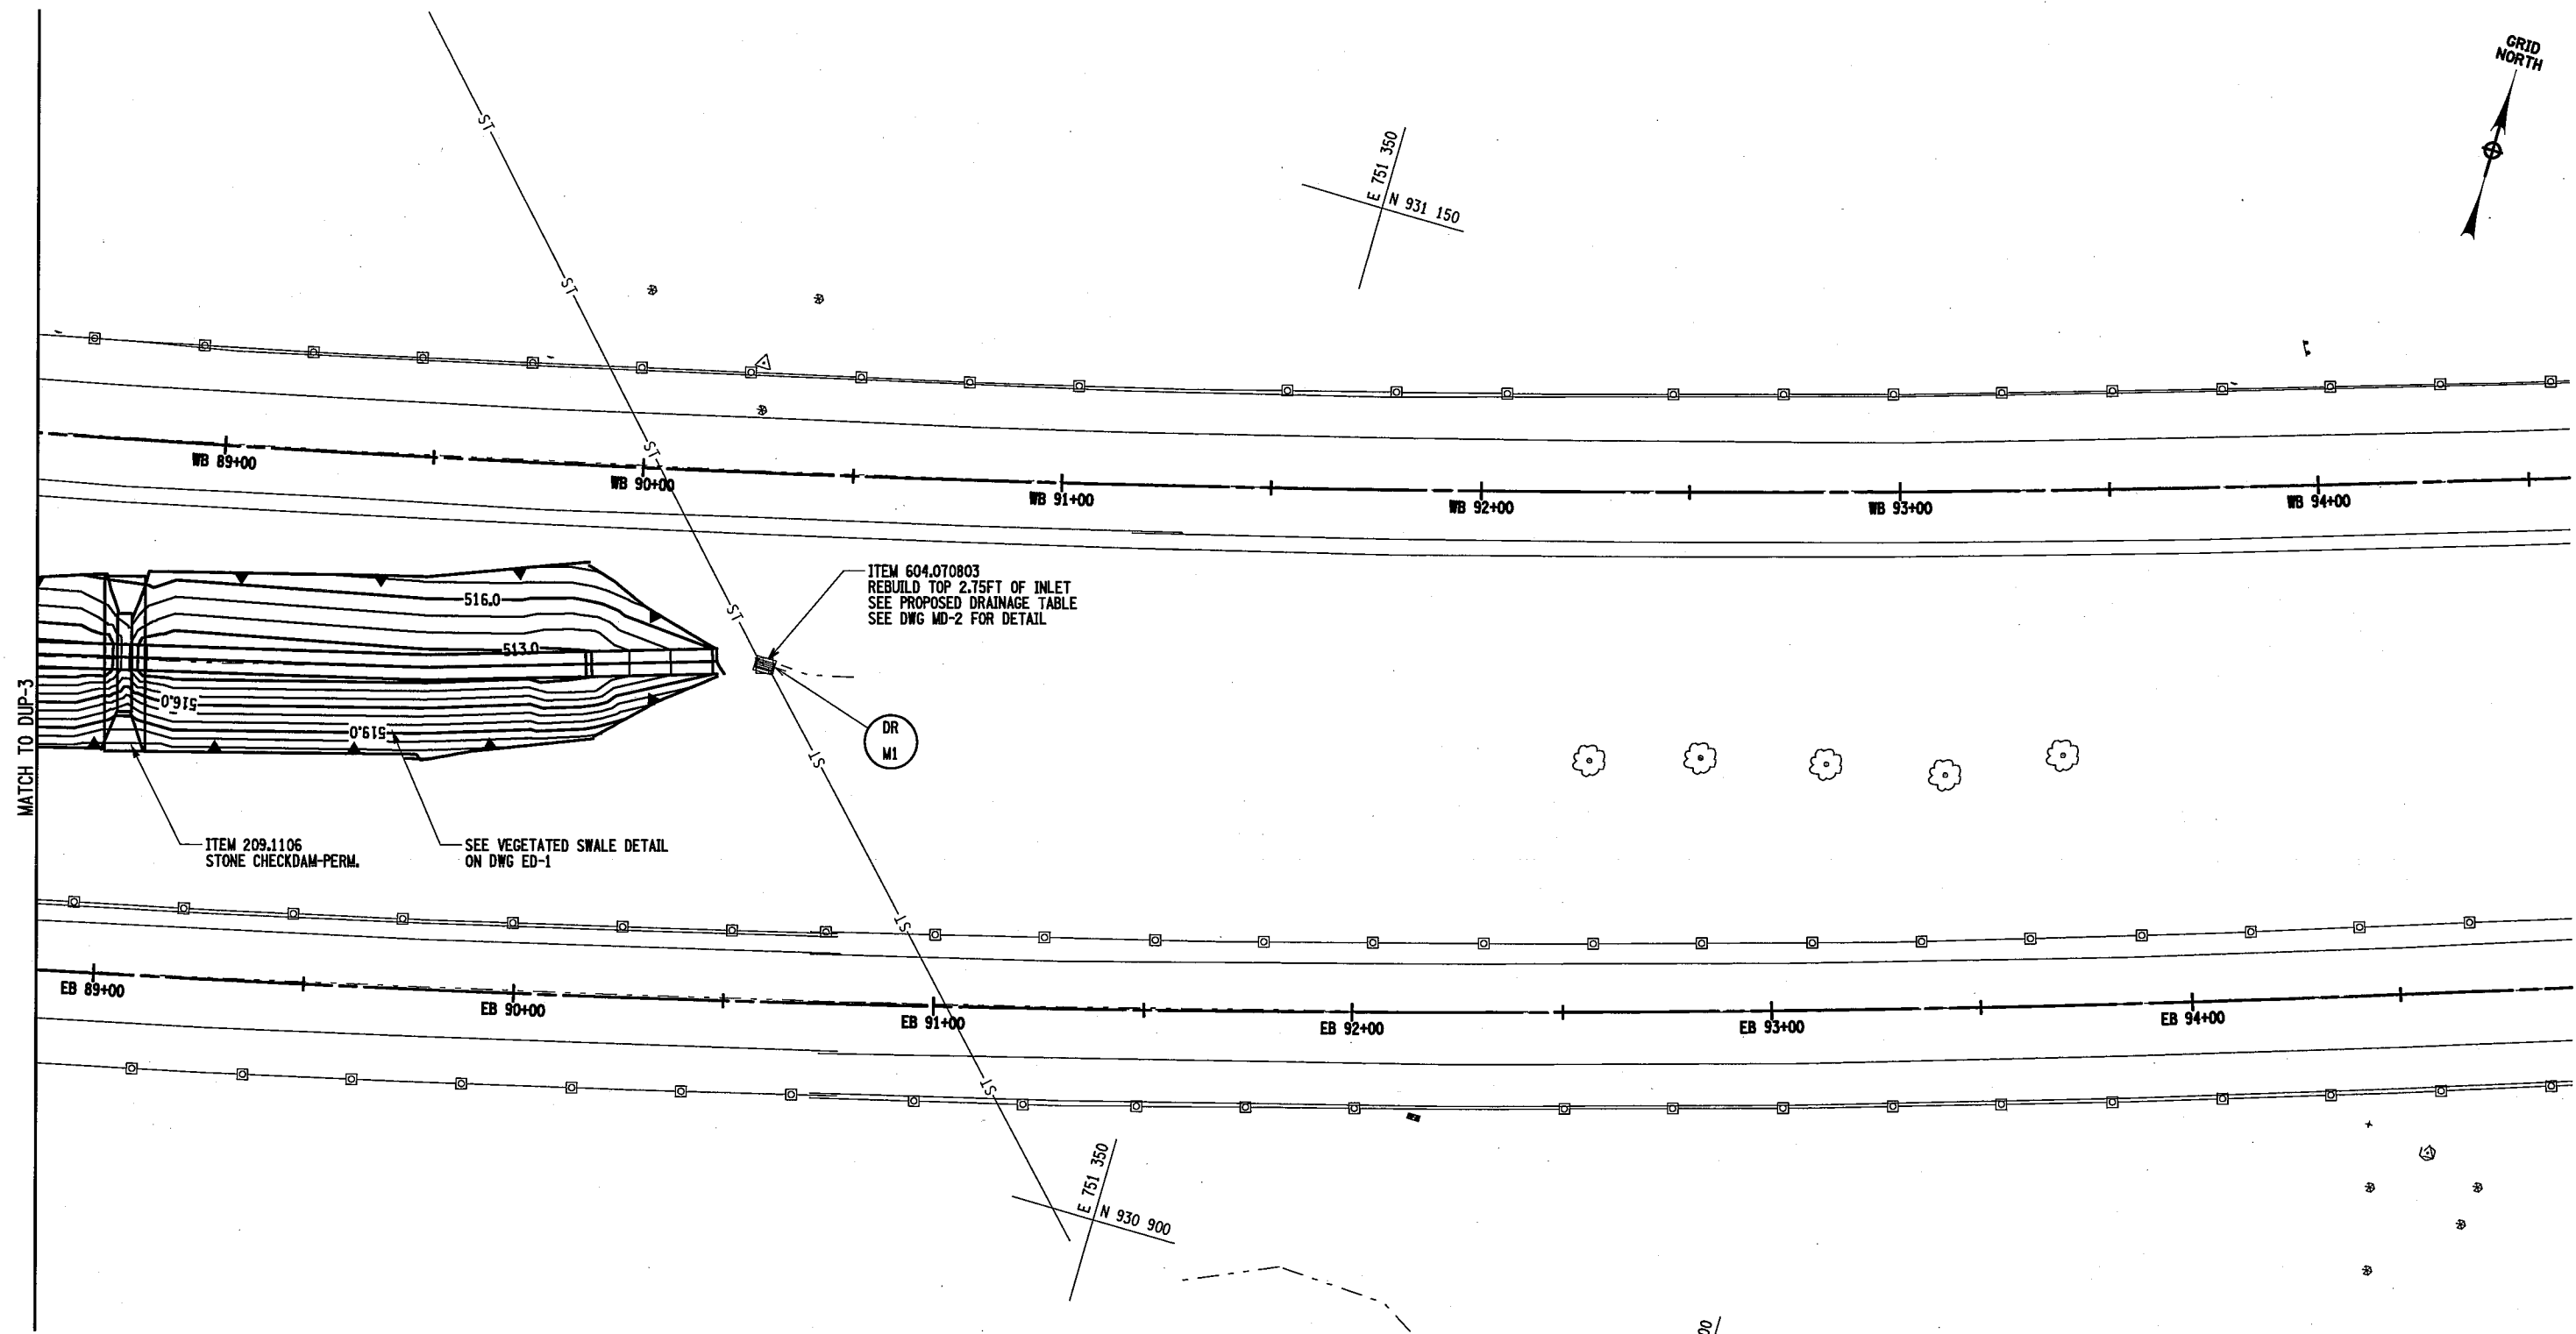 GRID
NORTH
ST
ST
ST
ST
ST
ST
ST
E 751 350
N 931 150
WB 89+00
WB 90+00
WB 91+00
WB 92+00
WB 93+00
WB 94+00
ITEM 604.070803
REBUILD TOP 2.75FT OF INLET
SEE PROPOSED DRAINAGE TABLE
SEE DWG MD-2 FOR DETAIL
516.0
513.0
516.0
519.0
DR
M1
MATCH TO DUP-3
ITEM 209.1106
STONE CHECKDAM-PERM.
SEE VEGETATED SWALE DETAIL
ON DWG ED-1
EB 89+00
EB 90+00
EB 91+00
EB 92+00
EB 93+00
EB 94+00
E 751 350
N 930 900